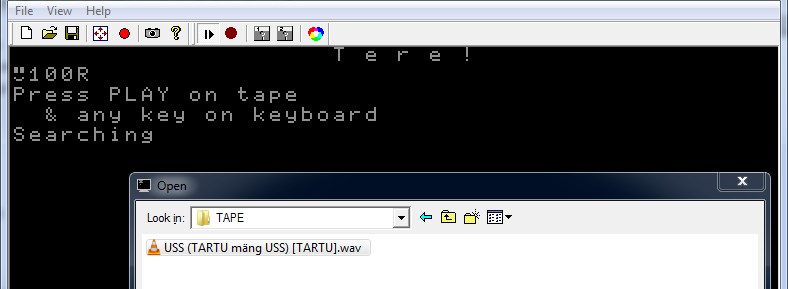 File View Help
T e r e !
100R
Press PLAY on tape
& any key on keyboard
Searching
Open
Look in: TAPE
USS (TARTU mäng USS) [TARTU].wav